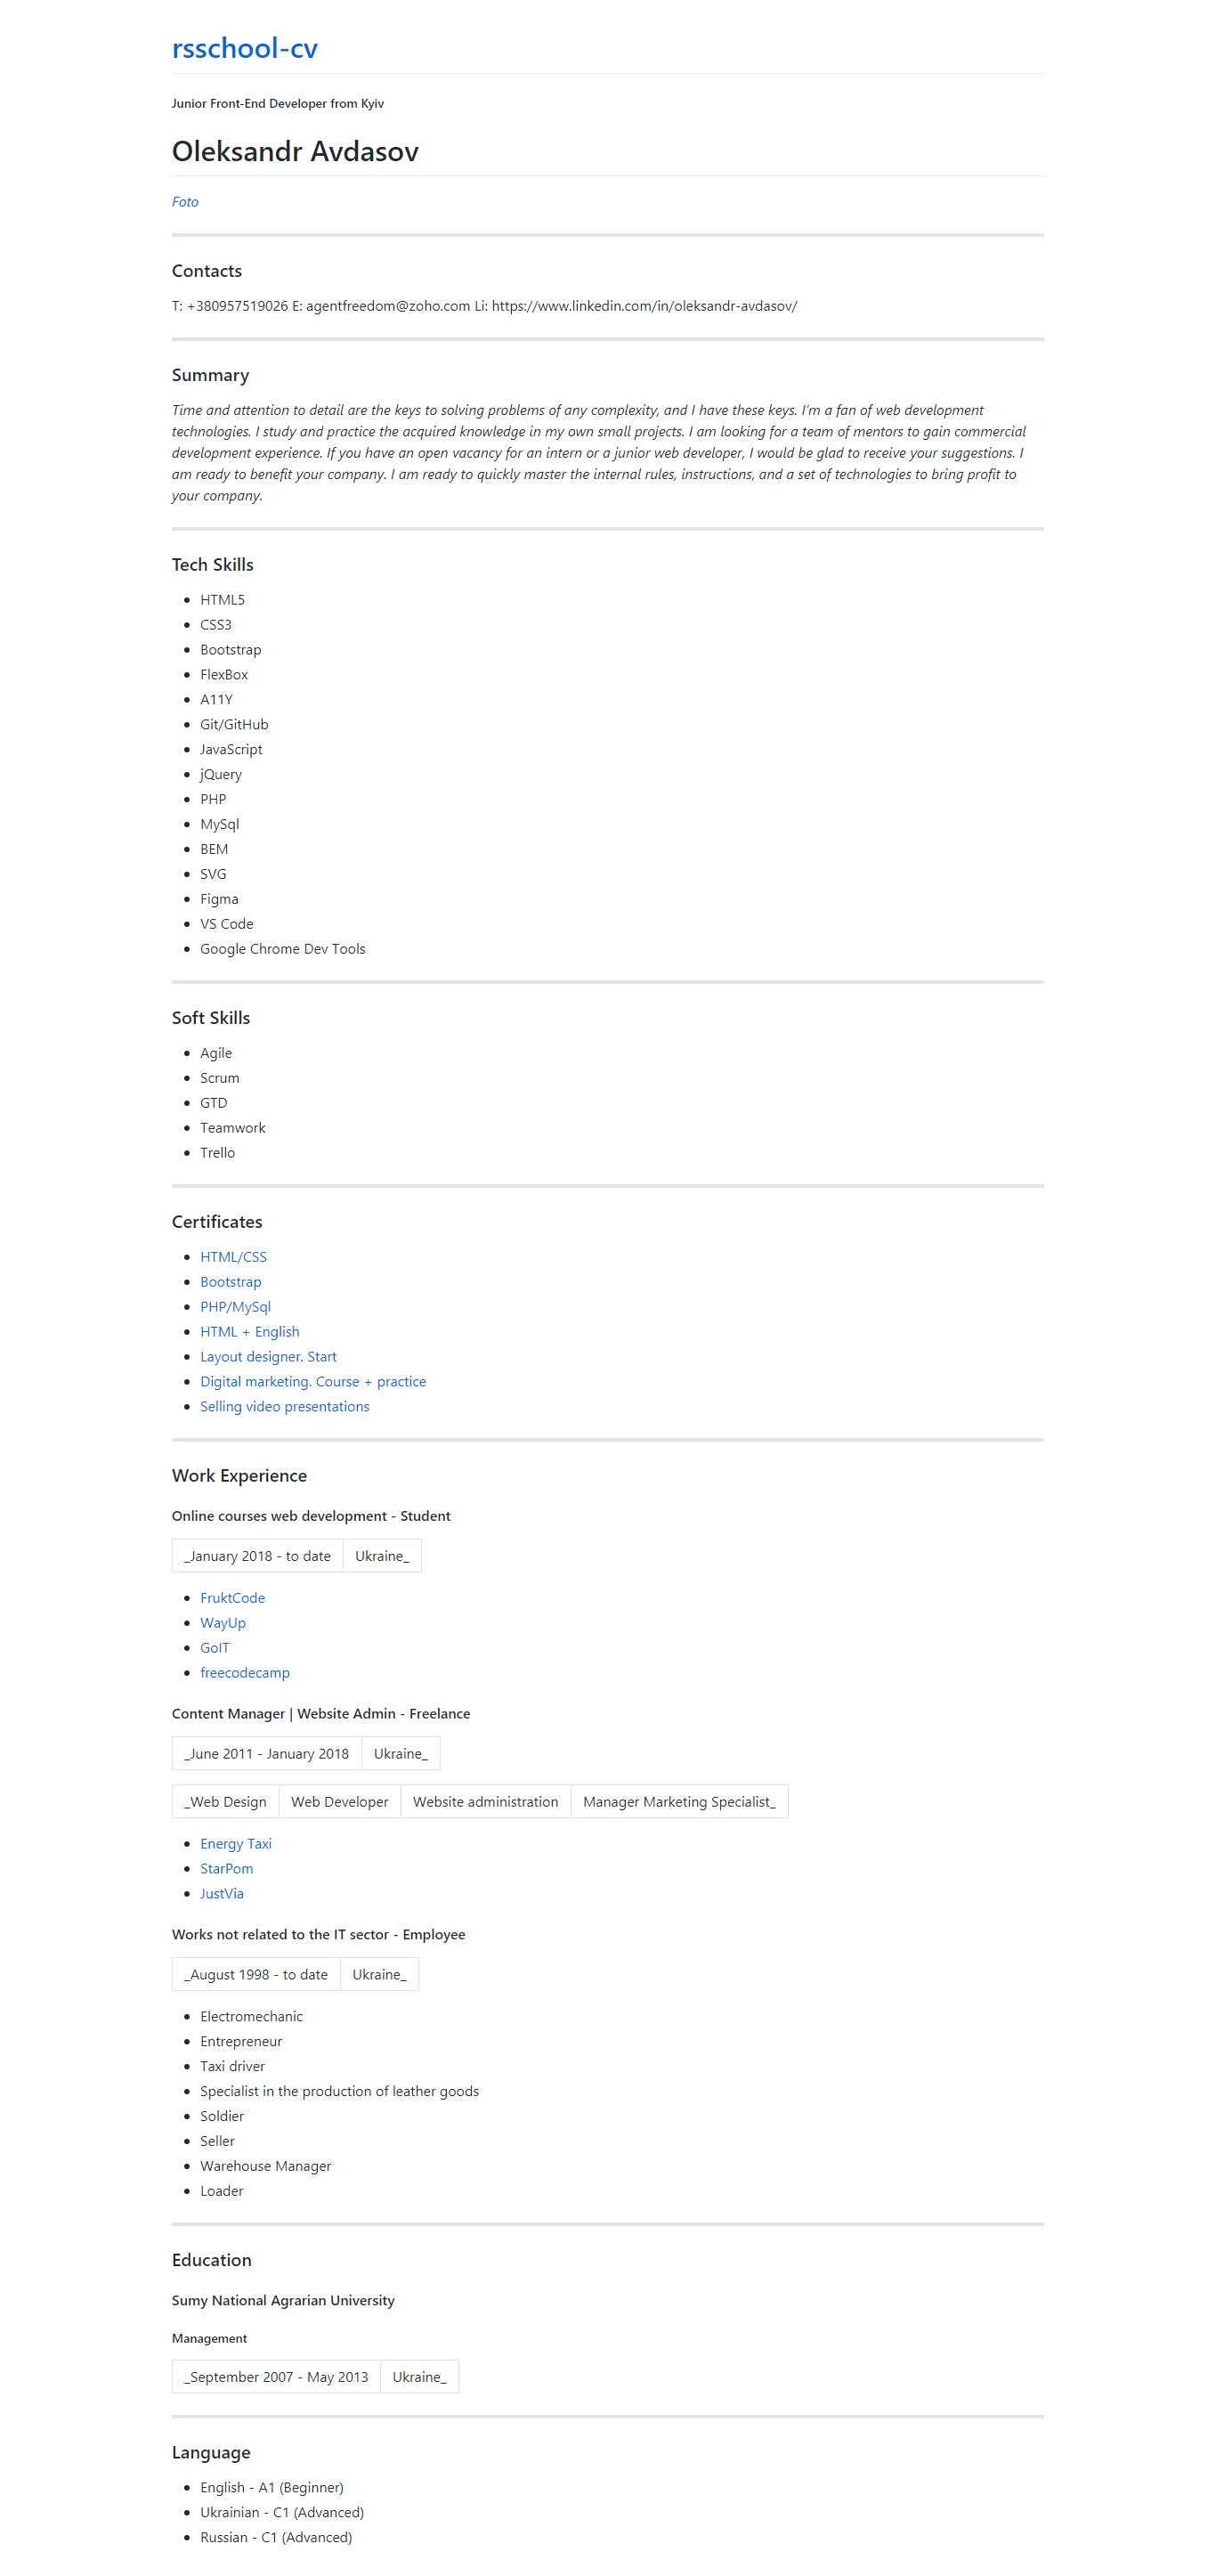 rsschool-cv
Junior Front-End Developer from Kyiv
Oleksandr Avdasov
Foto
Contacts
T: +380957519026 E: agentfreedom@zoho.com Li: https://www.linkedin.com/in/oleksandr-avdasov/
Summary
Time and attention to detail are the keys to solving problems of any complexity, and I have these keys. I'm a fan of web development
technologies. I study and practice the acquired knowledge in my own small projects. I am looking for a team of mentors to gain commercial
development experience. If you have an open vacancy for an intern or a junior web developer, I would be glad to receive your suggestions. I
am ready to benefit your company. I am ready to quickly master the internal rules, instructions, and a set of technologies to bring profit to
your company.
Tech Skills
HTML5
CSS3
Bootstrap
FlexBox
A11Y
Git/GitHub
JavaScript
jQuery
PHP
MySql
BEM
SVG
Figma
VS Code
Google Chrome Dev Tools
Soft Skills
Agile
Scrum
GTD
Teamwork
Trello
Certificates
HTML/CSS
Bootstrap
PHP/MySql
HTML + English
Layout designer. Start
Digital marketing. Course + practice
Selling video presentations
Work Experience
Online courses web development - Student
_January 2018 - to date Ukraine_
FruktCode
WayUp
GoIT
freecodecamp
Content Manager | Website Admin - Freelance
_June 2011 - January 2018 Ukraine_
_Web Design Web Developer Website administration Manager Marketing Specialist_
Energy Taxi
StarPom
JustVia
Works not related to the IT sector - Employee
_August 1998 - to date Ukraine_
Electromechanic
Entrepreneur
Taxi driver
Specialist in the production of leather goods
Soldier
Seller
Warehouse Manager
Loader
Education
Sumy National Agrarian University
Management
_September 2007 - May 2013 Ukraine_
Language
English - A1 (Beginner)
Ukrainian - C1 (Advanced)
Russian - C1 (Advanced)